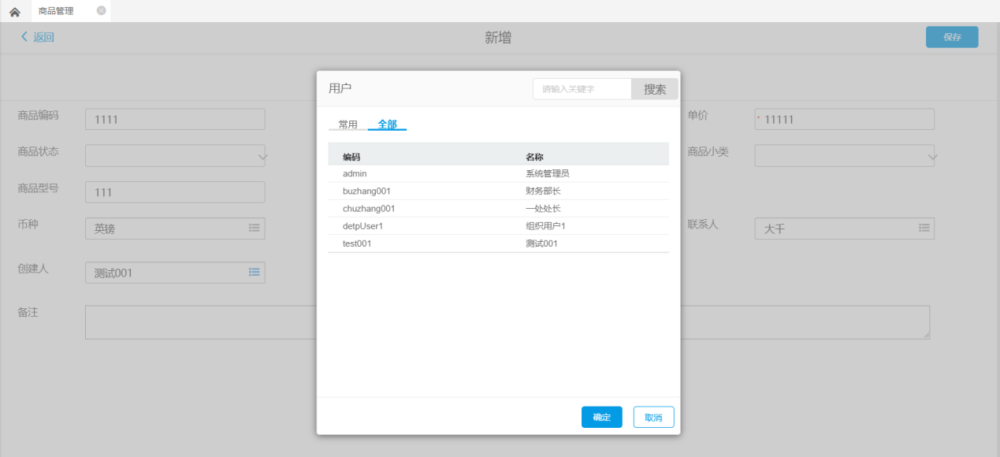 商品管理
返回
新增
保存
用户
请输入关键字
搜索
常用
全部
编码 名称
admin 系统管理员
buzhang001 财务部长
chuzhang001 一处处长
detpUser1 组织用户1
test001 测试001
确定
取消
商品编码 1111
单价 * 11111
商品状态
商品小类
商品型号 111
币种 英镑
联系人 大千
创建人 测试001
备注